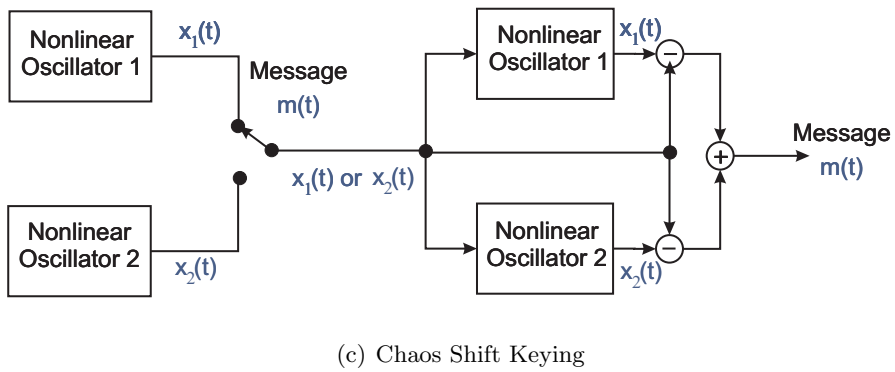 Nonlinear
Oscillator 1
x₁(t)
Message
m(t)
x₁(t) or x₂(t)
Nonlinear
Oscillator 2
x₂(t)
Nonlinear
Oscillator 1
x₁(t)
−
+
Message
m(t)
Nonlinear
Oscillator 2
x₂(t)
−
(c) Chaos Shift Keying